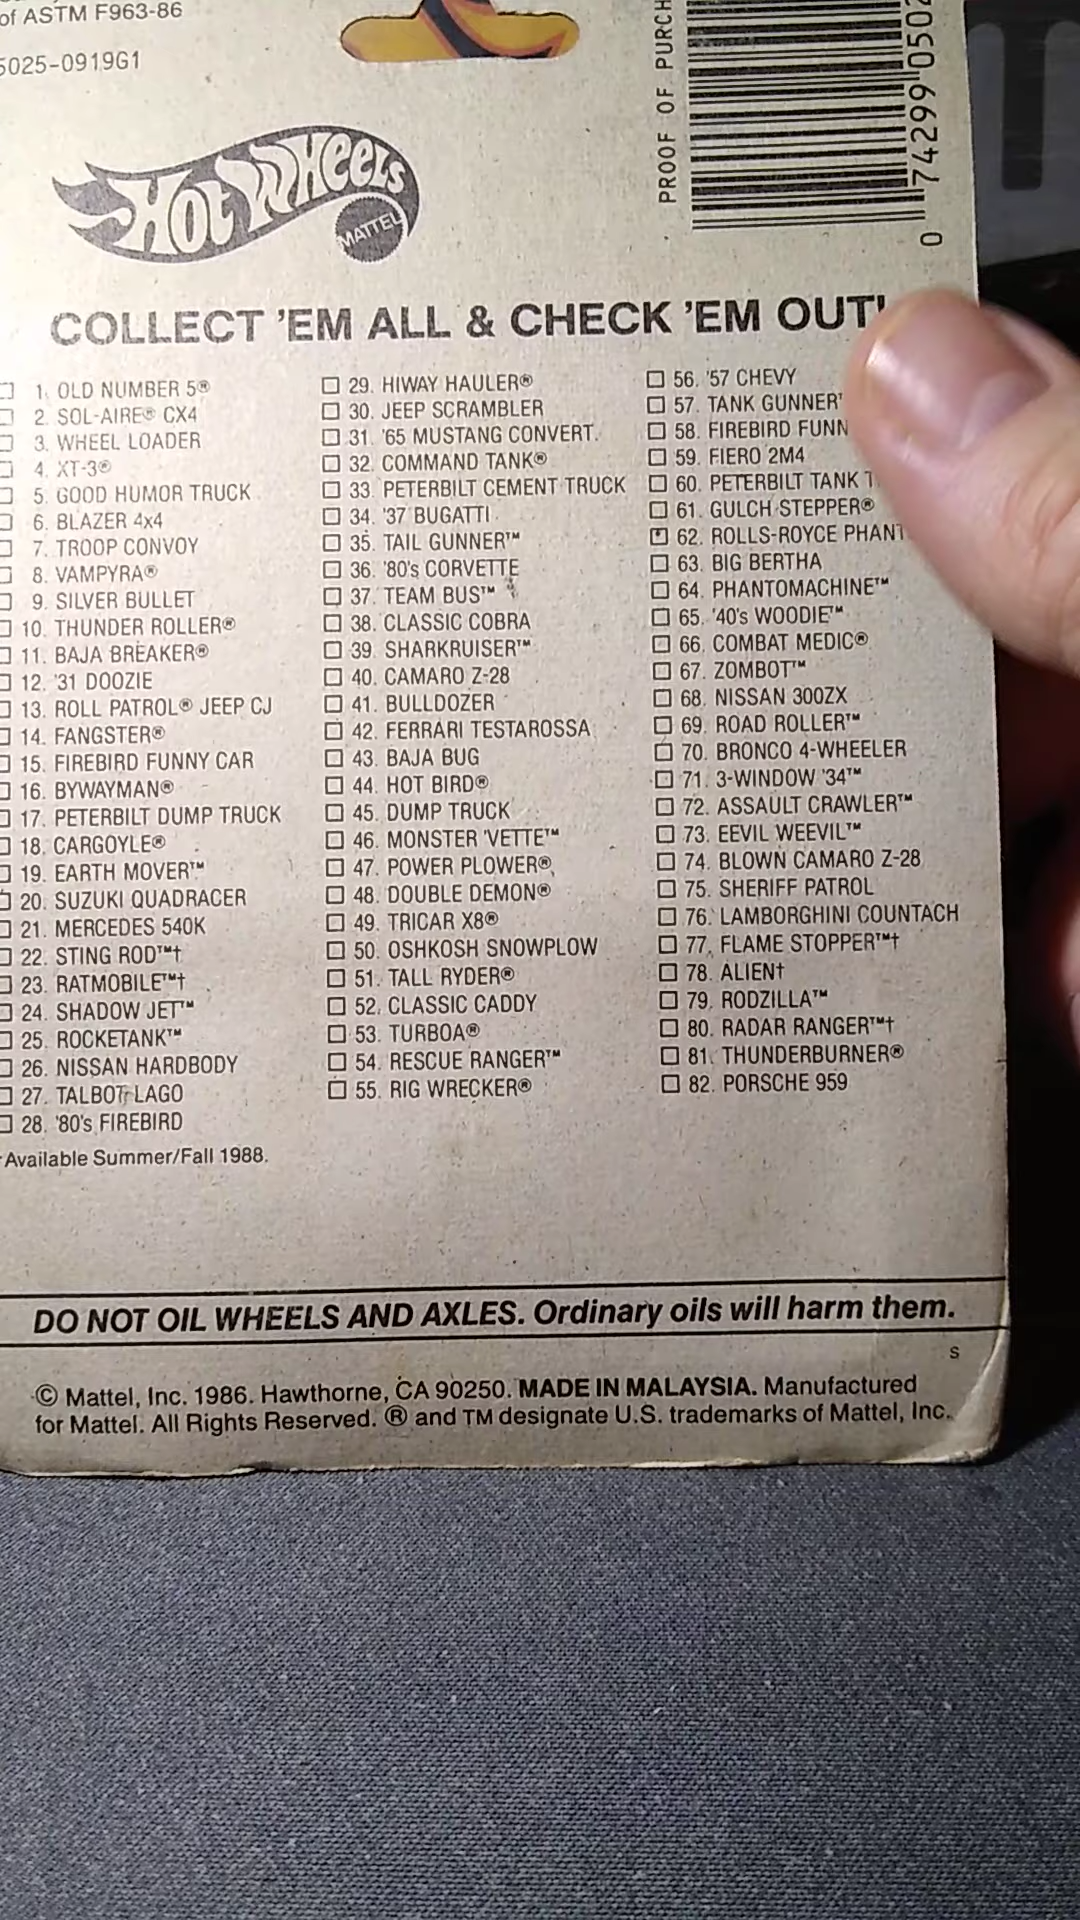 of ASTM F963-86
5025-0919G1
PROOF OF PURCH
0 74299 0502
HOT WHEELS
MATTEL
COLLECT 'EM ALL & CHECK 'EM OUT!
1. OLD NUMBER 5®
2. SOL-AIRE® CX4
3. WHEEL LOADER
4. XT-3®
5. GOOD HUMOR TRUCK
6. BLAZER 4x4
7. TROOP CONVOY
8. VAMPYRA®
9. SILVER BULLET
10. THUNDER ROLLER®
11. BAJA BREAKER®
12. '31 DOOZIE
13. ROLL PATROL® JEEP CJ
14. FANGSTER®
15. FIREBIRD FUNNY CAR
16. BYWAYMAN®
17. PETERBILT DUMP TRUCK
18. CARGOYLE®
19. EARTH MOVER™
20. SUZUKI QUADRACER
21. MERCEDES 540K
22. STING ROD™†
23. RATMOBILE™†
24. SHADOW JET™
25. ROCKETANK™
26. NISSAN HARDBODY
27. TALBOT LAGO
28. '80's FIREBIRD
29. HIWAY HAULER®
30. JEEP SCRAMBLER
31. '65 MUSTANG CONVERT.
32. COMMAND TANK®
33. PETERBILT CEMENT TRUCK
34. '37 BUGATTI
35. TAIL GUNNER™
36. '80's CORVETTE
37. TEAM BUS™
38. CLASSIC COBRA
39. SHARKRUISER™
40. CAMARO Z-28
41. BULLDOZER
42. FERRARI TESTAROSSA
43. BAJA BUG
44. HOT BIRD®
45. DUMP TRUCK
46. MONSTER 'VETTE™
47. POWER PLOWER®
48. DOUBLE DEMON®
49. TRICAR X8®
50. OSHKOSH SNOWPLOW
51. TALL RYDER®
52. CLASSIC CADDY
53. TURBOA®
54. RESCUE RANGER™
55. RIG WRECKER®
56. '57 CHEVY
57. TANK GUNNER
58. FIREBIRD FUNN
59. FIERO 2M4
60. PETERBILT TANK T
61. GULCH STEPPER®
62. ROLLS-ROYCE PHANT
63. BIG BERTHA
64. PHANTOMACHINE™
65. '40's WOODIE™
66. COMBAT MEDIC®
67. ZOMBOT™
68. NISSAN 300ZX
69. ROAD ROLLER™
70. BRONCO 4-WHEELER
71. 3-WINDOW '34™
72. ASSAULT CRAWLER™
73. EEVIL WEEVIL™
74. BLOWN CAMARO Z-28
75. SHERIFF PATROL
76. LAMBORGHINI COUNTACH
77. FLAME STOPPER™†
78. ALIEN†
79. RODZILLA™
80. RADAR RANGER™†
81. THUNDERBURNER®
82. PORSCHE 959
Available Summer/Fall 1988.
DO NOT OIL WHEELS AND AXLES. Ordinary oils will harm them.
S
© Mattel, Inc. 1986. Hawthorne, CA 90250. MADE IN MALAYSIA. Manufactured
for Mattel. All Rights Reserved. ® and TM designate U.S. trademarks of Mattel, Inc.